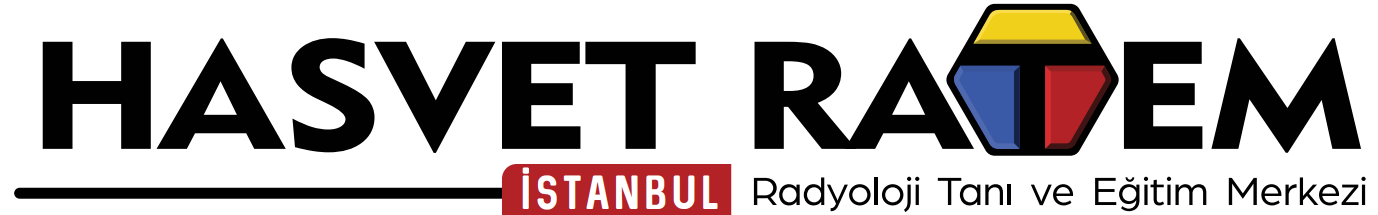 HASVET RATEM
İSTANBUL Radyoloji Tanı ve Eğitim Merkezi